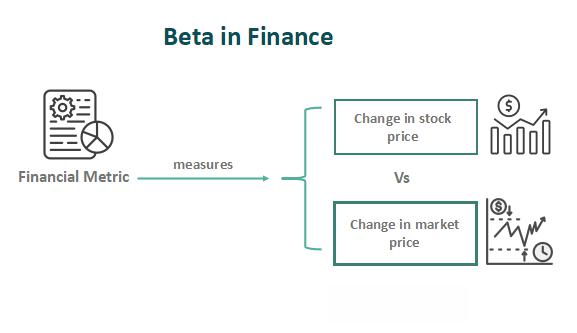 Beta in Finance
Financial Metric
measures
Change in stock
price
Vs
Change in market
price